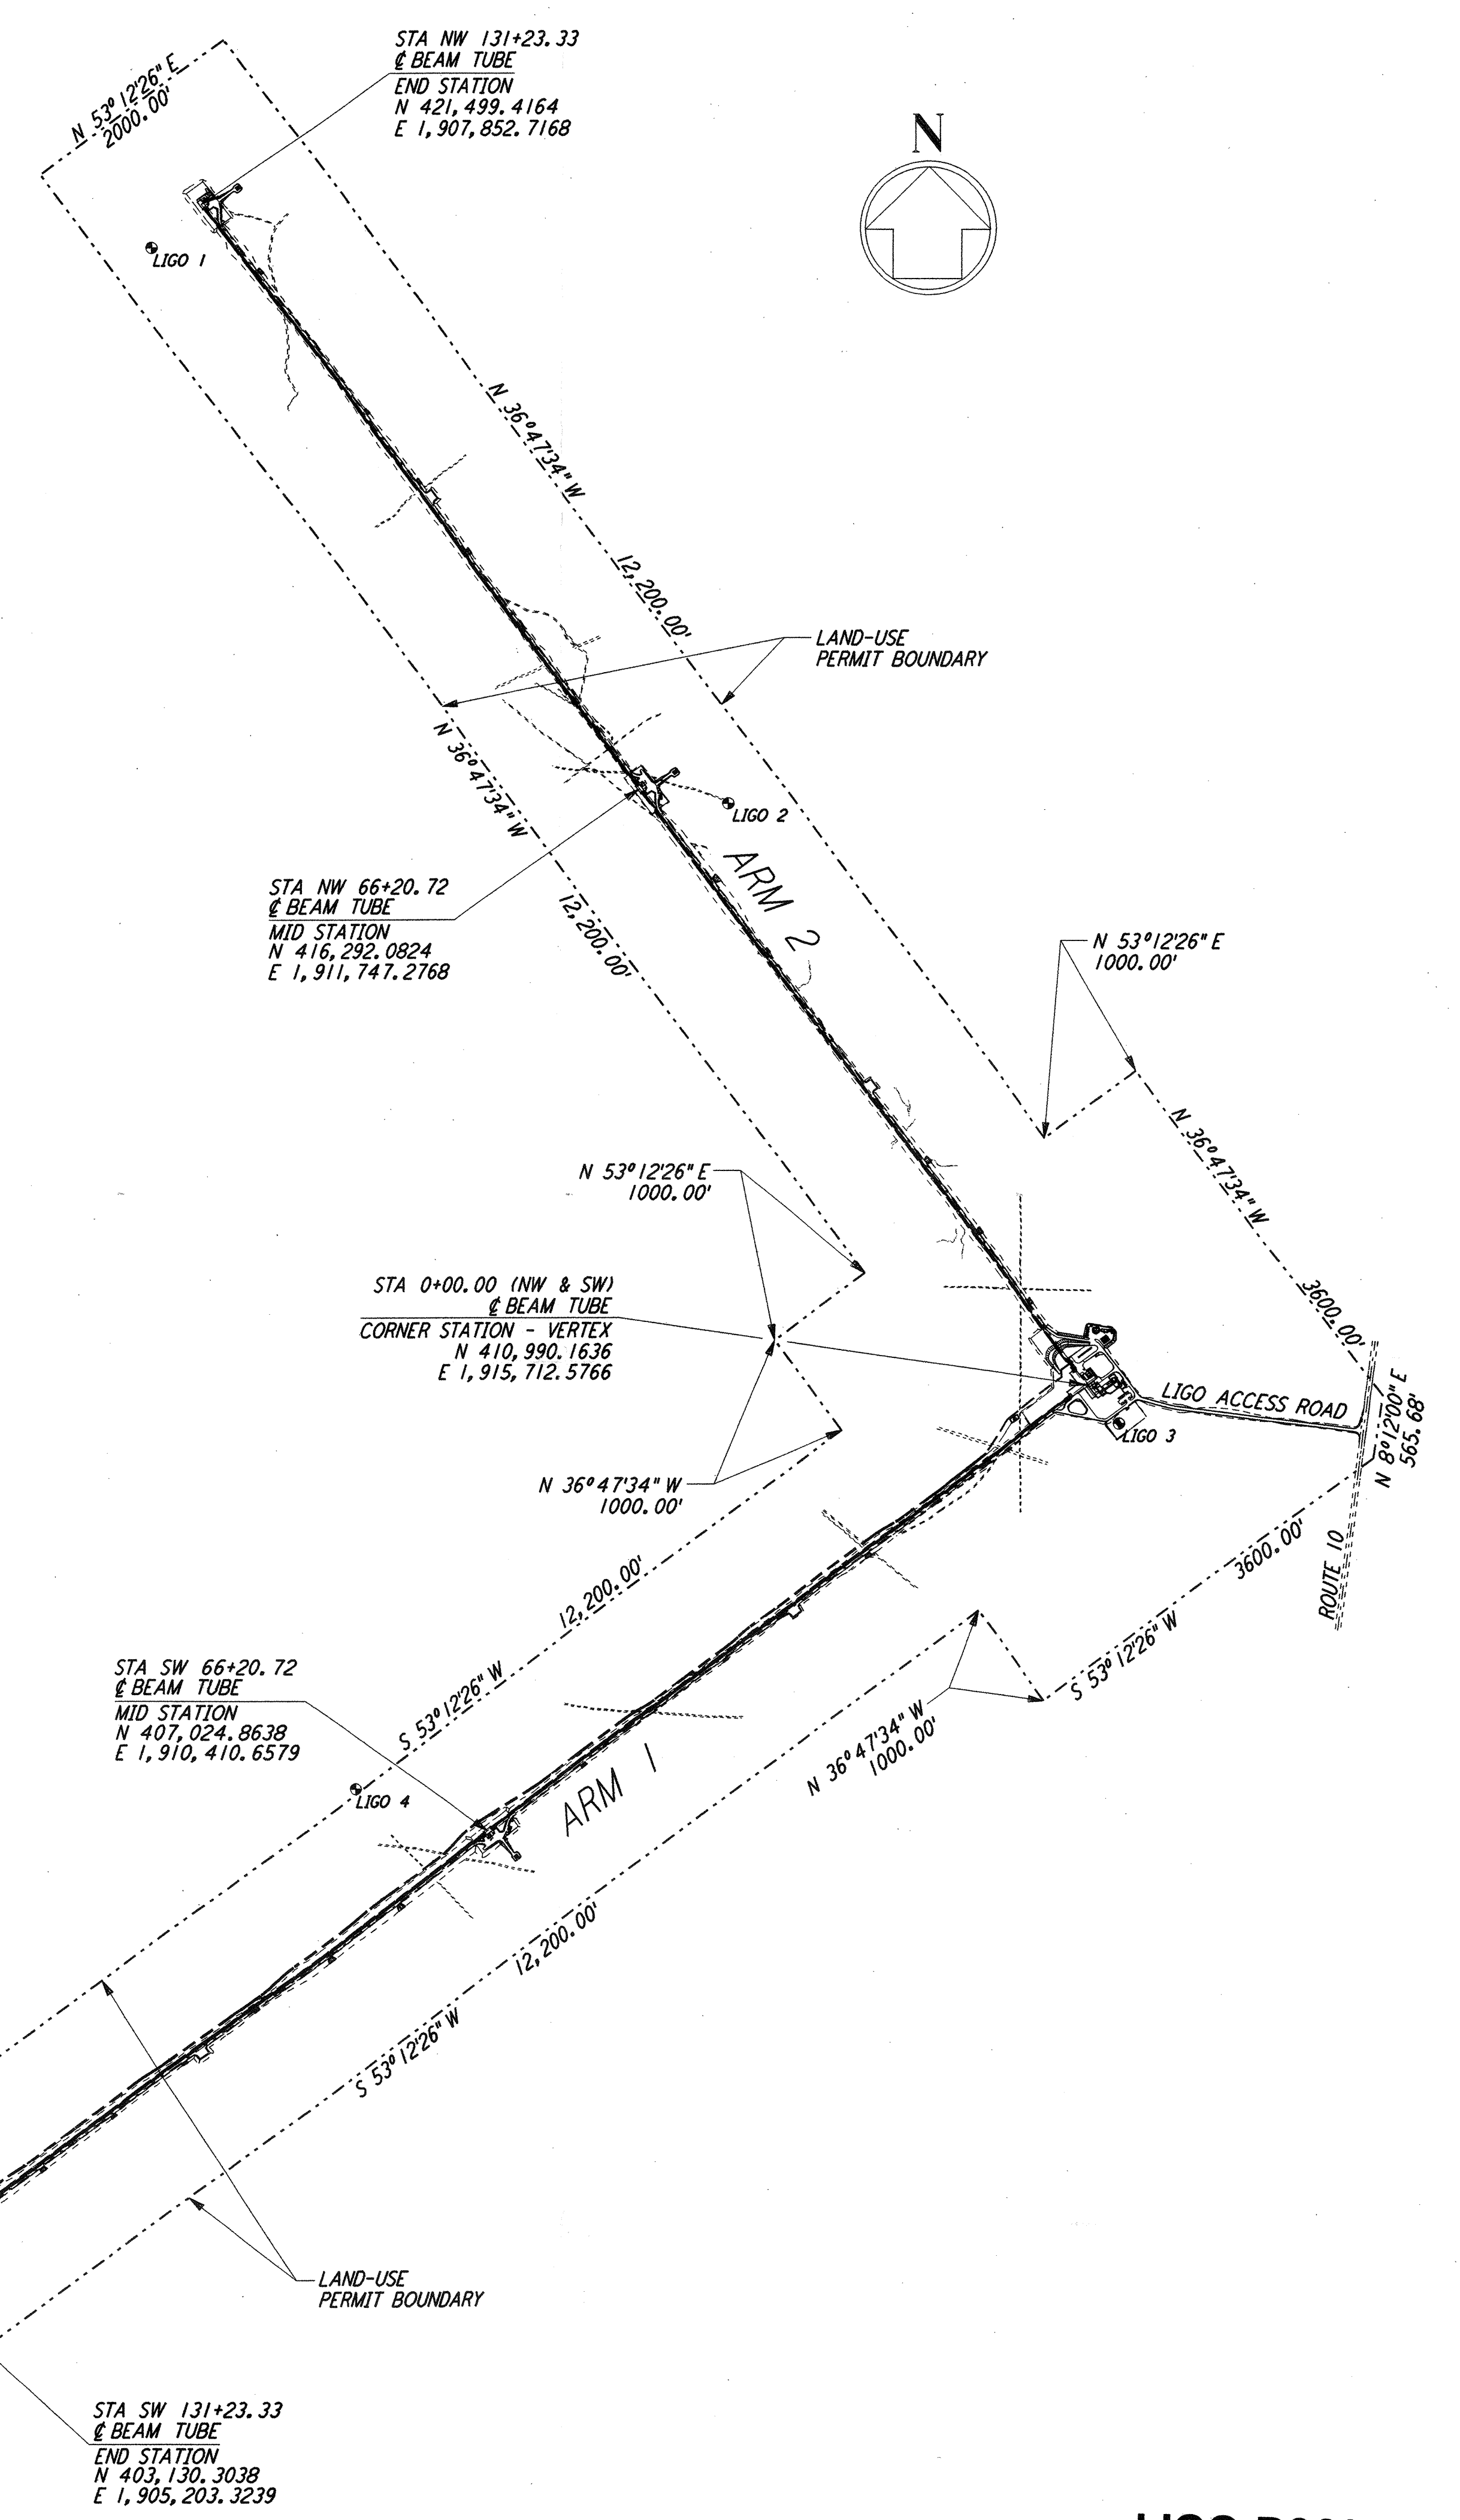 STA NW 131+23.33
℄ BEAM TUBE
END STATION
N 421,499.4164
E 1,907,852.7168
N 53°12'26" E
2000.00'
N
LIGO 1
N 36°47'34" W
12,200.00'
LAND-USE
PERMIT BOUNDARY
N 36°47'34" W
12,200.00'
LIGO 2
ARM 2
STA NW 66+20.72
℄ BEAM TUBE
MID STATION
N 416,292.0824
E 1,911,747.2768
N 53°12'26" E
1000.00'
N 36°47'34" W
3600.00'
N 53°12'26" E
1000.00'
STA 0+00.00 (NW & SW)
℄ BEAM TUBE
CORNER STATION - VERTEX
N 410,990.1636
E 1,915,712.5766
LIGO ACCESS ROAD
LIGO 3
N 8°12'00" E
565.68'
N 36°47'34" W
1000.00'
ROUTE 10
3600.00'
S 53°12'26" W
12,200.00'
S 53°12'26" W
N 36°47'34" W
1000.00'
STA SW 66+20.72
℄ BEAM TUBE
MID STATION
N 407,024.8638
E 1,910,410.6579
LIGO 4
ARM 1
12,200.00'
S 53°12'26" W
LAND-USE
PERMIT BOUNDARY
STA SW 131+23.33
℄ BEAM TUBE
END STATION
N 403,130.3038
E 1,905,203.3239